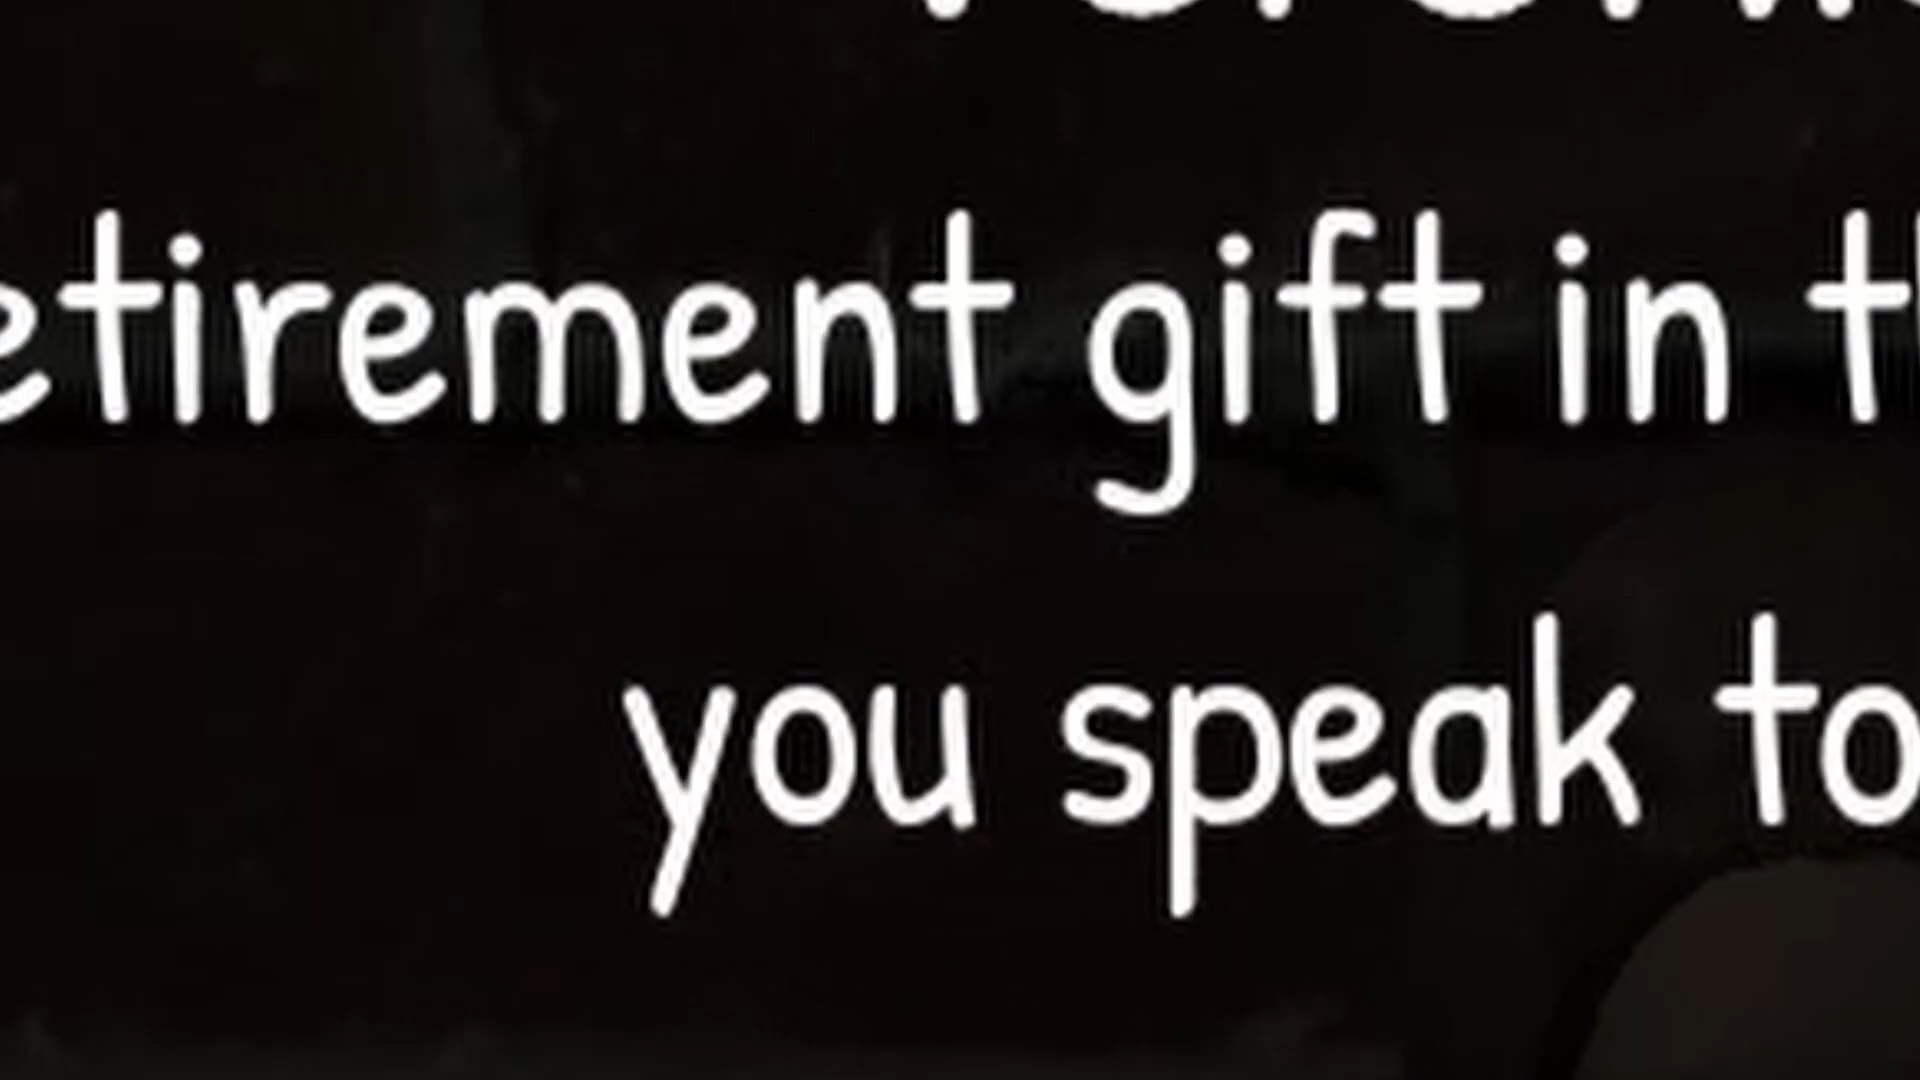 etirement gift in t
you speak to